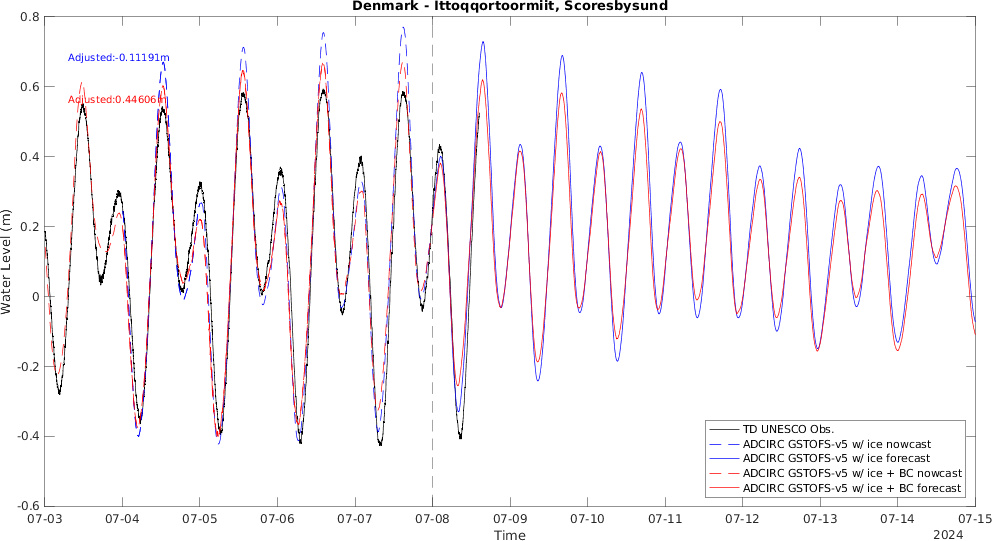 Denmark - Ittoqqortoormiit, Scoresbysund
0.8
0.6
0.4
0.2
0
-0.2
-0.4
-0.6
Water Level (m)
Adjusted:-0.11191m
Adjusted:0.44606m
TD UNESCO Obs.
ADCIRC GSTOFS-v5 w/ ice nowcast
ADCIRC GSTOFS-v5 w/ ice forecast
ADCIRC GSTOFS-v5 w/ ice + BC nowcast
ADCIRC GSTOFS-v5 w/ ice + BC forecast
07-03 07-04 07-05 07-06 07-07 07-08 07-09 07-10 07-11 07-12 07-13 07-14 07-15
Time
2024